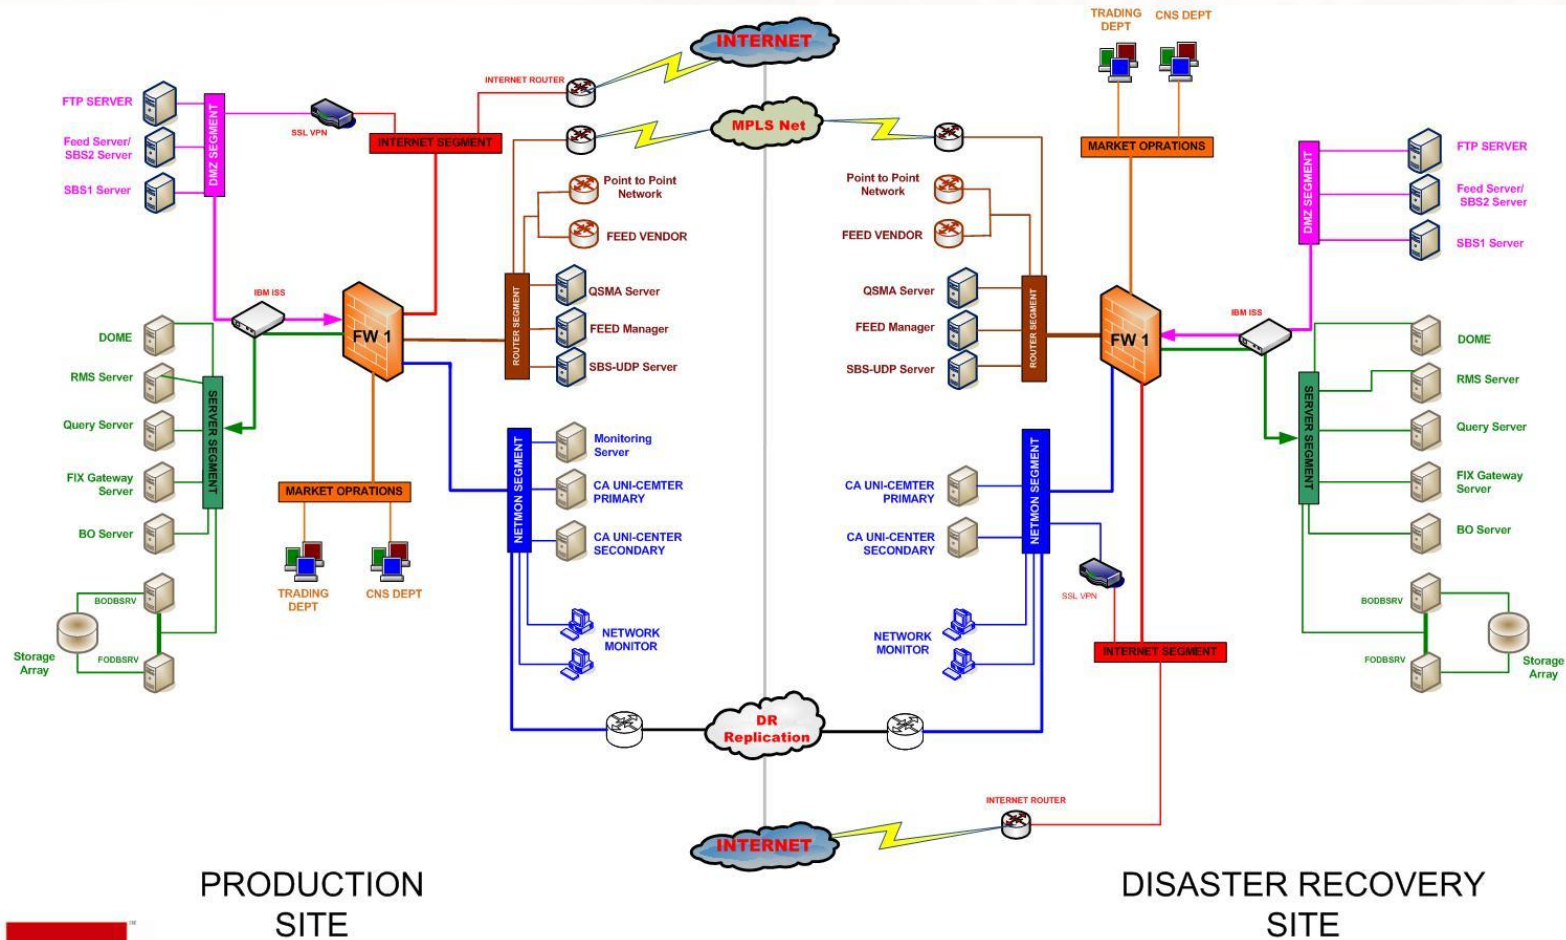 INTERNET
INTERNET ROUTER
MPLS Net
FTP SERVER
Feed Server/
SBS2 Server
SBS1 Server
DMZ SEGMENT
SSL VPN
INTERNET SEGMENT
Point to Point
Network
FEED VENDOR
IBM ISS
FW 1
ROUTER SEGMENT
QSMA Server
FEED Manager
SBS-UDP Server
DOME
RMS Server
Query Server
FIX Gateway
Server
BO Server
SERVER SEGMENT
BODBSRV
FODBSRV
Storage
Array
MARKET OPRATIONS
TRADING
DEPT
CNS DEPT
NETMON SEGMENT
Monitoring
Server
CA UNI-CEMTER
PRIMARY
CA UNI-CENTER
SECONDARY
NETWORK
MONITOR
DR
Replication
TRADING
DEPT
CNS DEPT
MARKET OPRATIONS
Point to Point
Network
FEED VENDOR
QSMA Server
FEED Manager
SBS-UDP Server
ROUTER SEGMENT
FW 1
IBM ISS
DMZ SEGMENT
FTP SERVER
Feed Server/
SBS2 Server
SBS1 Server
DOME
RMS Server
Query Server
FIX Gateway
Server
BO Server
SERVER SEGMENT
BODBSRV
FODBSRV
Storage
Array
CA UNI-CEMTER
PRIMARY
CA UNI-CENTER
SECONDARY
NETMON SEGMENT
NETWORK
MONITOR
SSL VPN
INTERNET SEGMENT
INTERNET ROUTER
INTERNET
PRODUCTION
SITE
DISASTER RECOVERY
SITE
TM